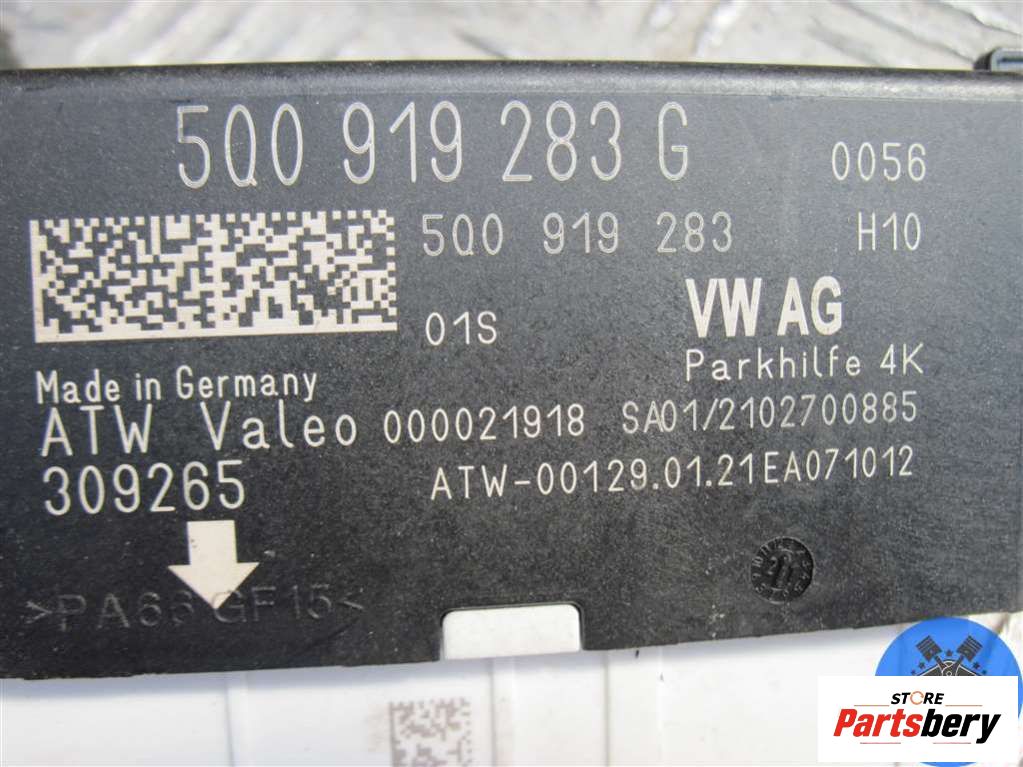 5Q0 919 283 G 0056
5Q0 919 283 H10
01S VW AG
Parkhilfe 4K
Made in Germany
ATW Valeo 000021918 SA01/2102700885
309265 ATW-00129.01.21EA071012
>PA66 GF15<
STORE
Partsbery